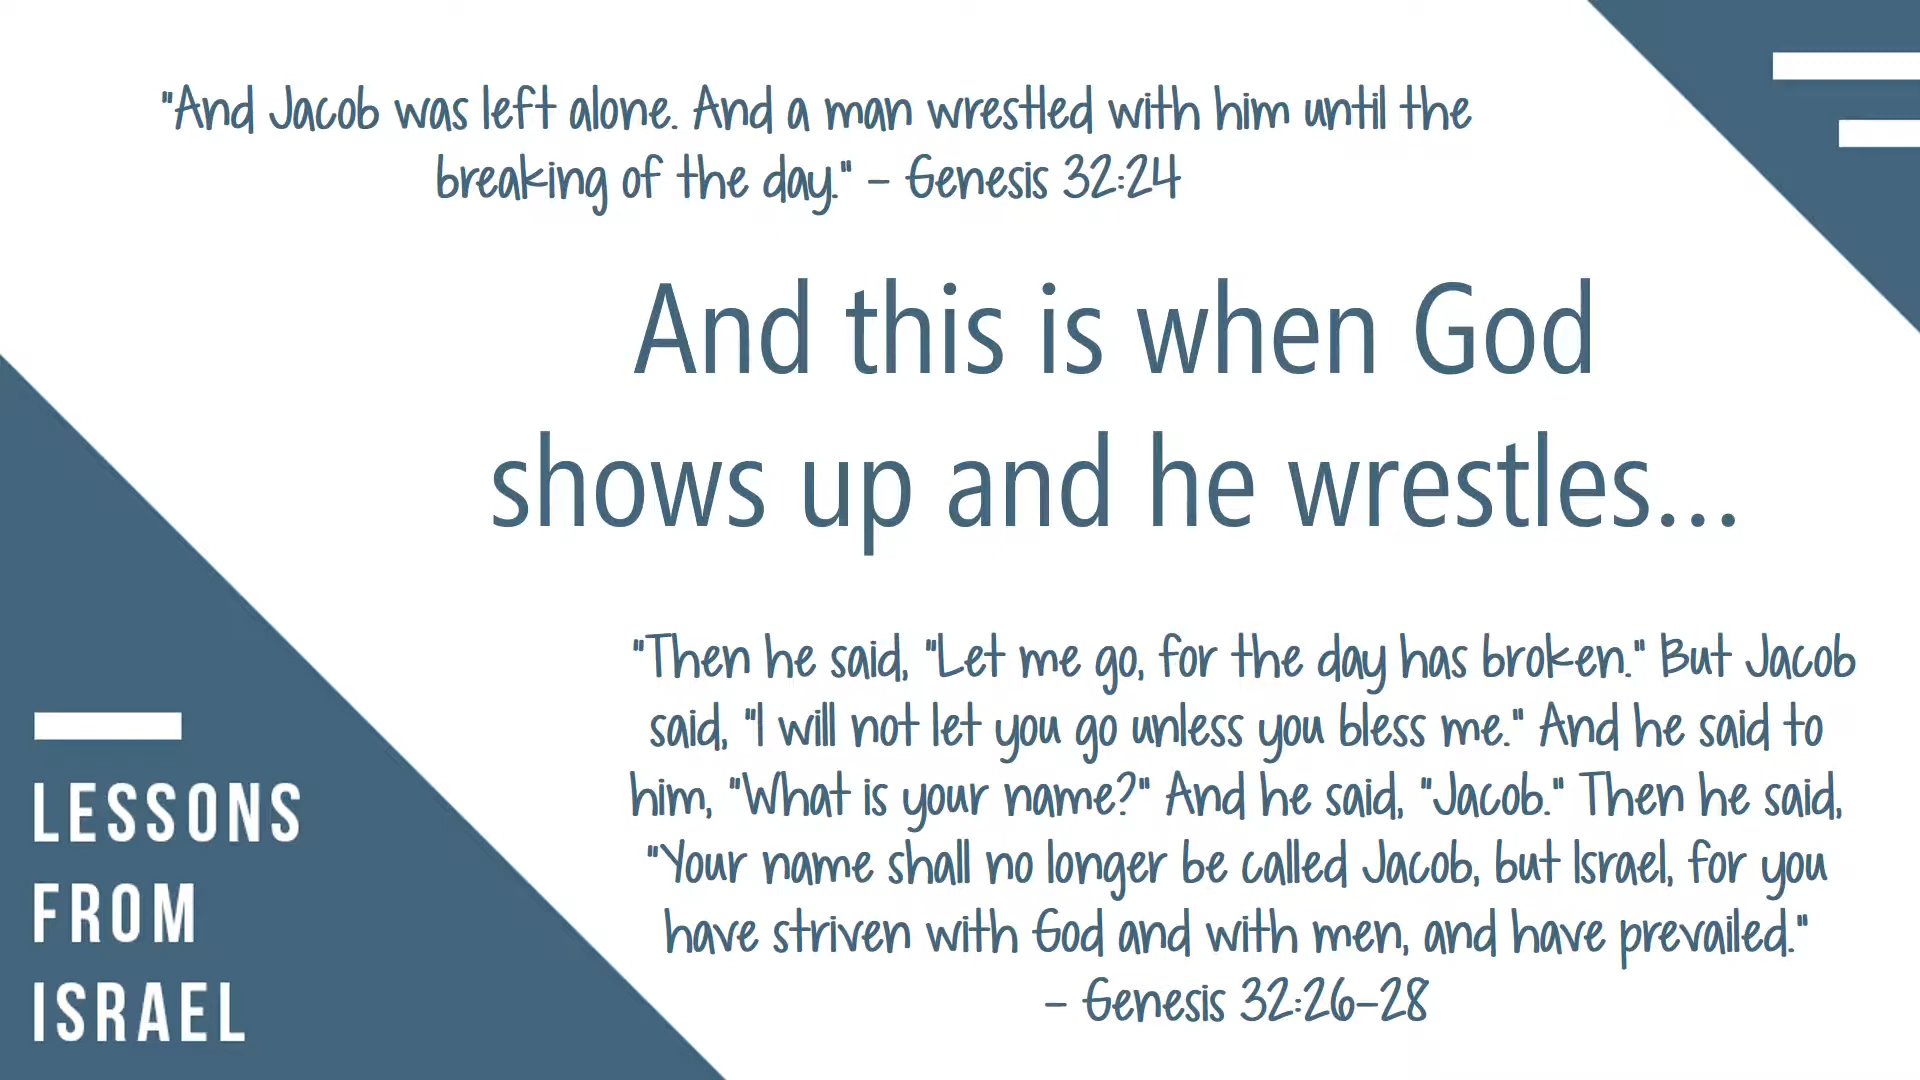 "And Jacob was left alone. And a man wrestled with him until the
breaking of the day." – Genesis 32:24
And this is when God
shows up and he wrestles...
"Then he said, "Let me go, for the day has broken." But Jacob
said, "I will not let you go unless you bless me." And he said to
him, "What is your name?" And he said, "Jacob." Then he said,
"Your name shall no longer be called Jacob, but Israel, for you
have striven with God and with men, and have prevailed."
– Genesis 32:26-28
LESSONS
FROM
ISRAEL